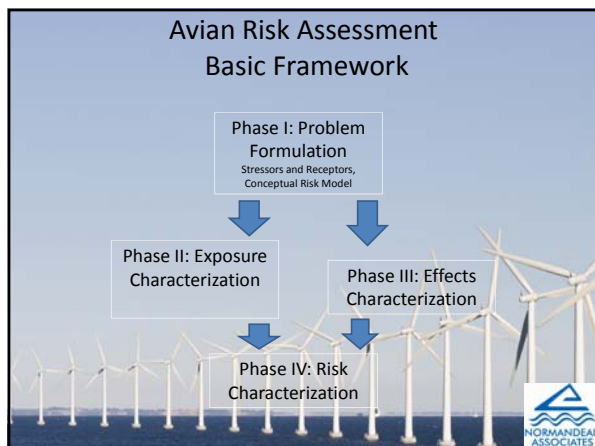 Avian Risk Assessment
Basic Framework
Phase I: Problem
Formulation
Stressors and Receptors,
Conceptual Risk Model
Phase II: Exposure
Characterization
Phase III: Effects
Characterization
Phase IV: Risk
Characterization
NORMANDEAU
ASSOCIATES